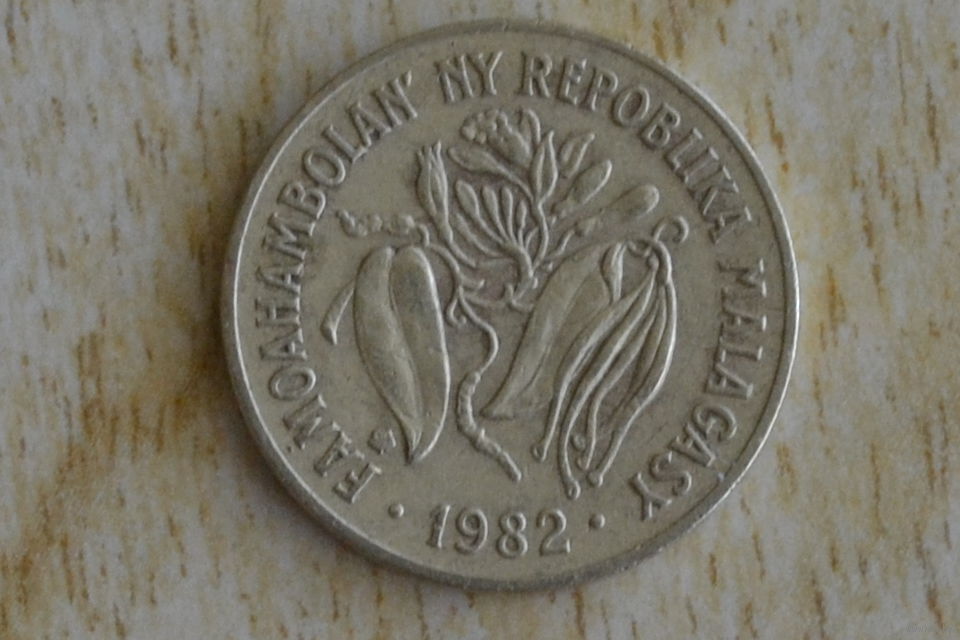 FAMOAHAMBOLAN' NY REPOBLIKA MALAGASY
· 1982 ·